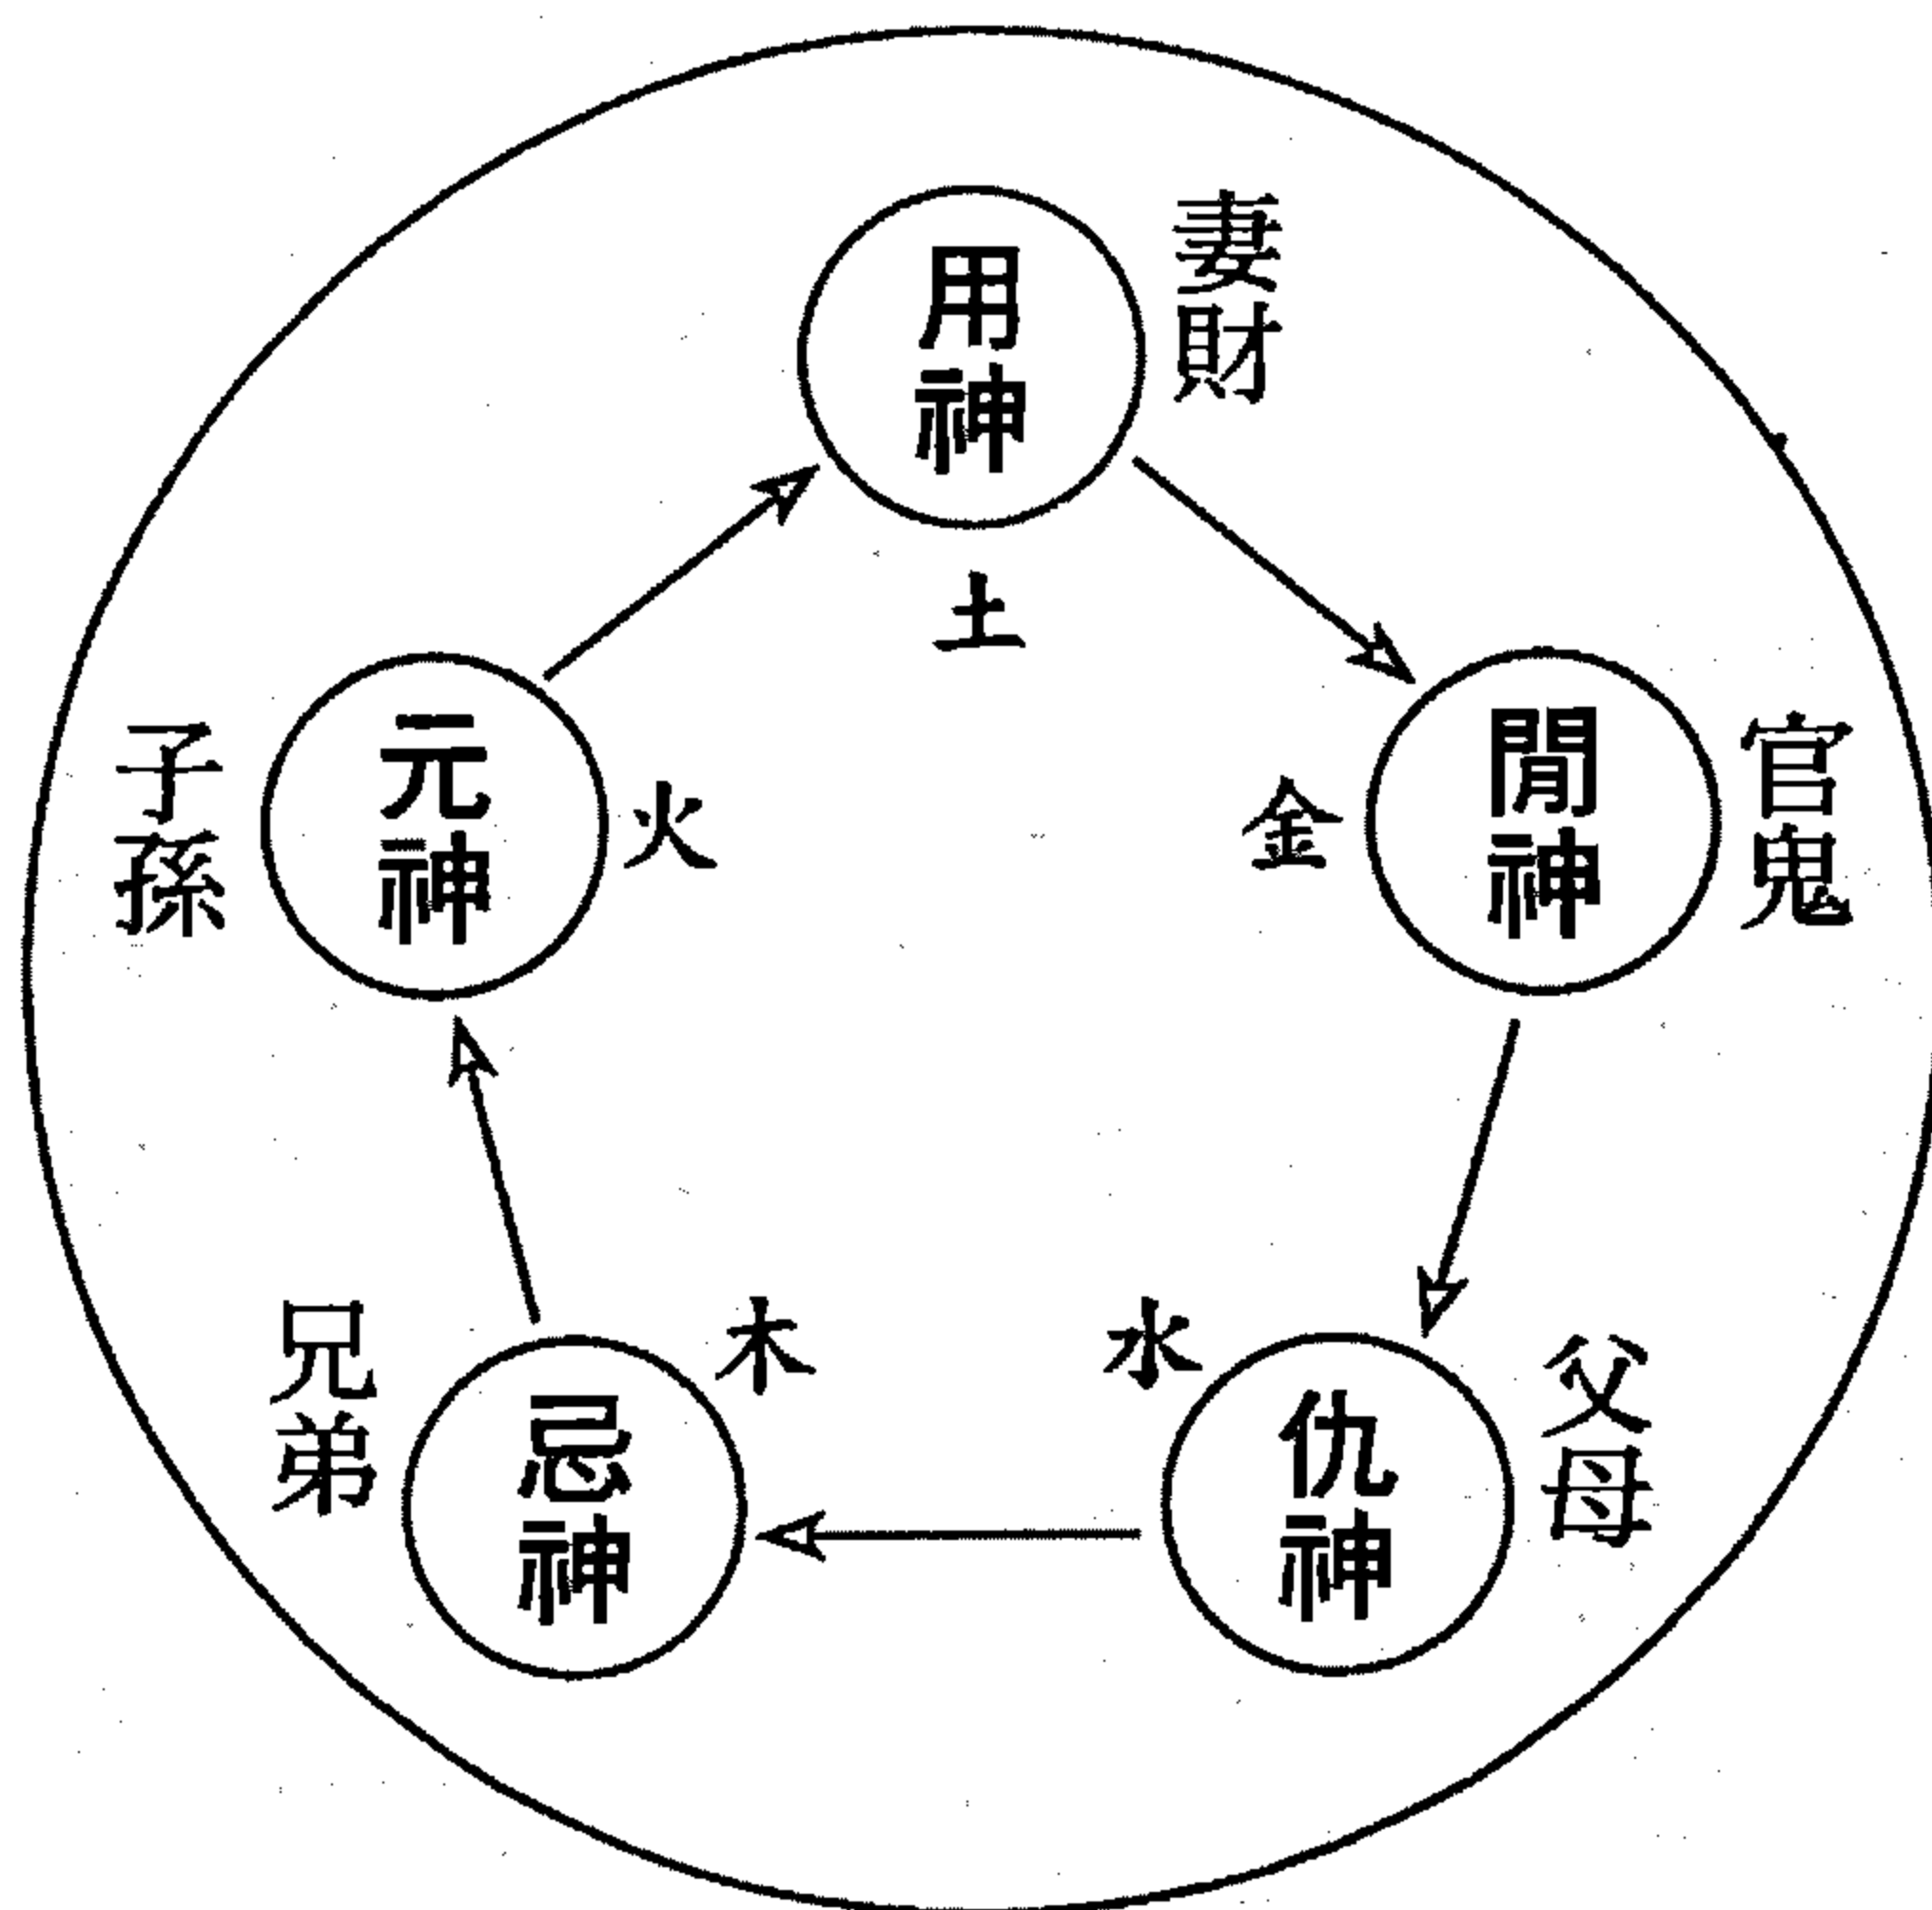 妻財
用神
土
子孫
元神
火
金
閒神
官鬼
兄弟
忌神
木
水
仇神
父母